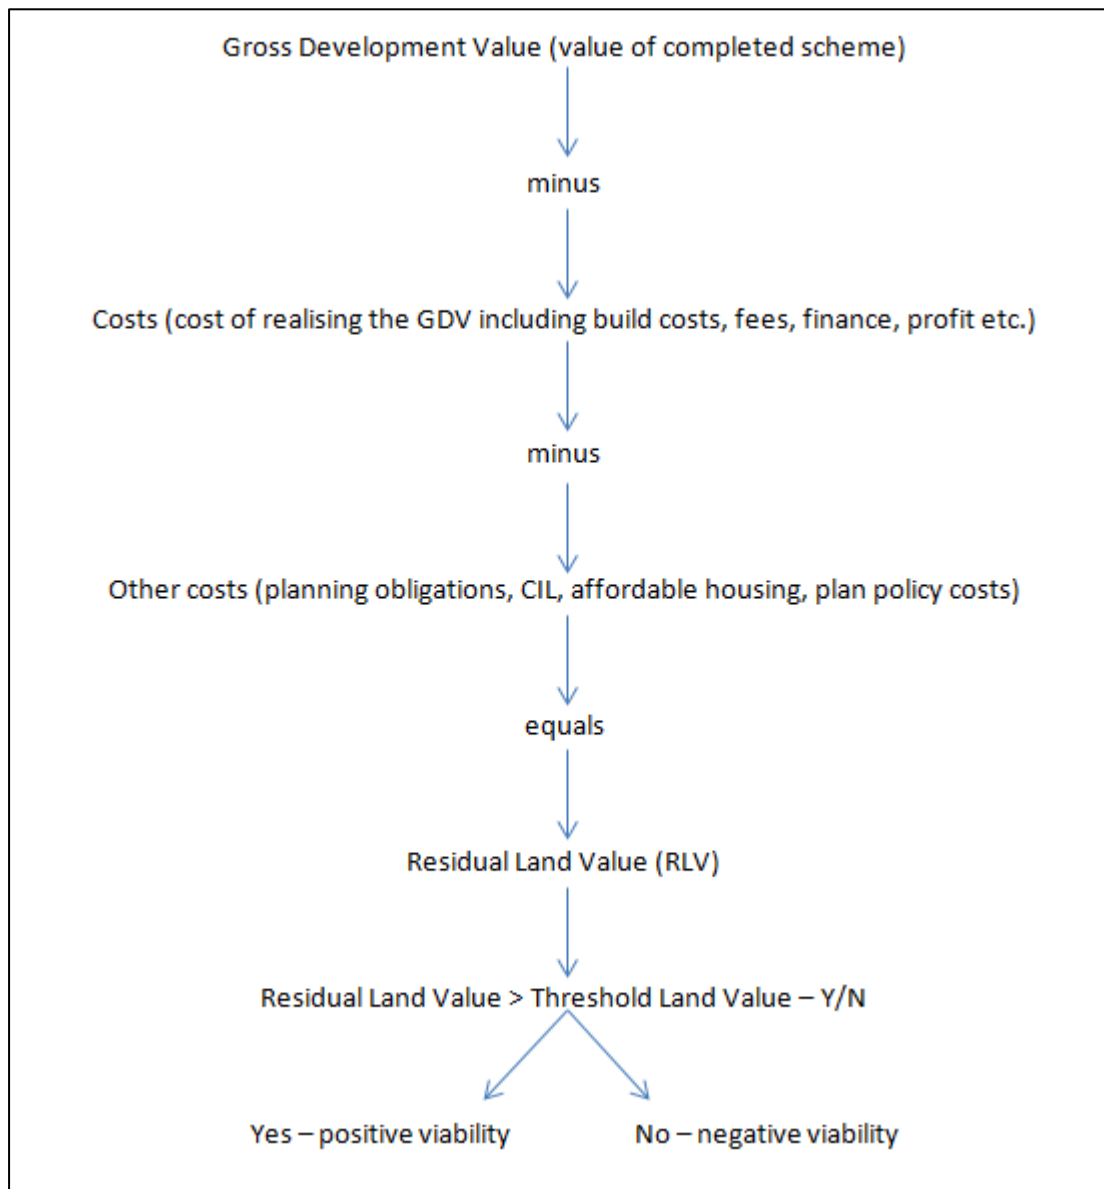 Gross Development Value (value of completed scheme)
minus
Costs (cost of realising the GDV including build costs, fees, finance, profit etc.)
minus
Other costs (planning obligations, CIL, affordable housing, plan policy costs)
equals
Residual Land Value (RLV)
Residual Land Value > Threshold Land Value – Y/N
Yes – positive viability
No – negative viability